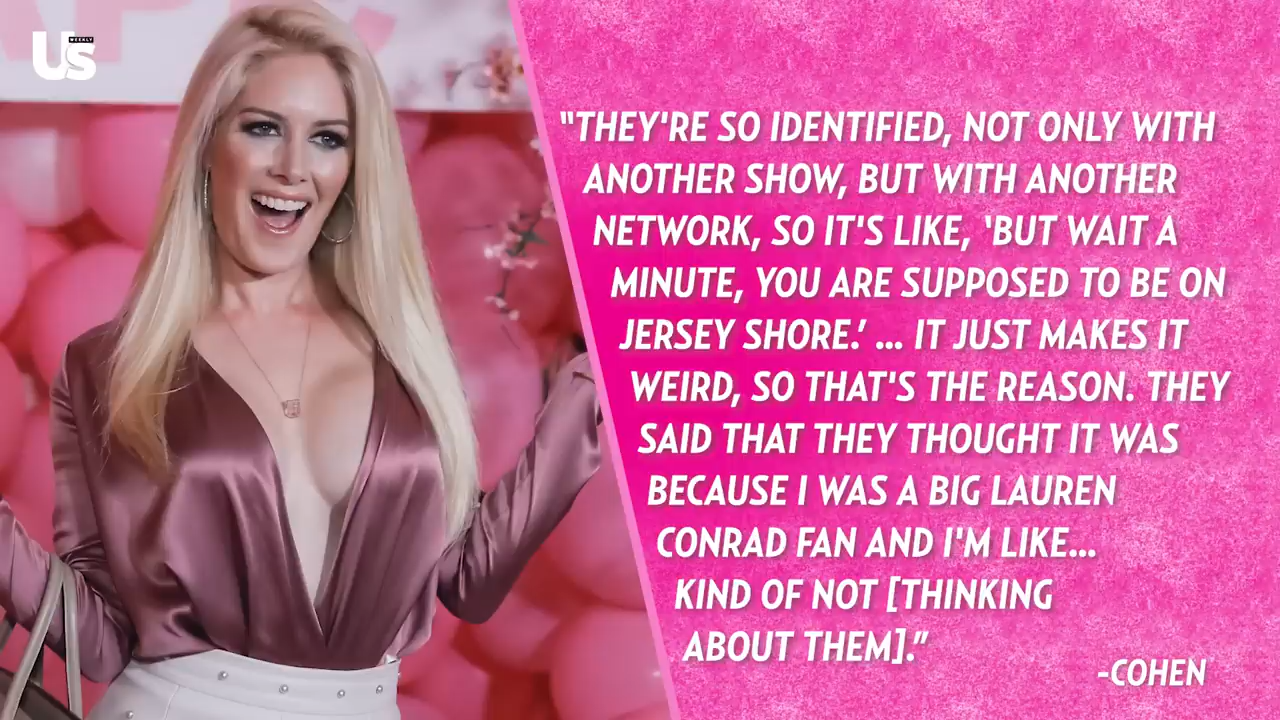 Us
WEEKLY
"THEY'RE SO IDENTIFIED, NOT ONLY WITH
ANOTHER SHOW, BUT WITH ANOTHER
NETWORK, SO IT'S LIKE, 'BUT WAIT A
MINUTE, YOU ARE SUPPOSED TO BE ON
JERSEY SHORE.' ... IT JUST MAKES IT
WEIRD, SO THAT'S THE REASON. THEY
SAID THAT THEY THOUGHT IT WAS
BECAUSE I WAS A BIG LAUREN
CONRAD FAN AND I'M LIKE...
KIND OF NOT [THINKING
ABOUT THEM]."
-COHEN